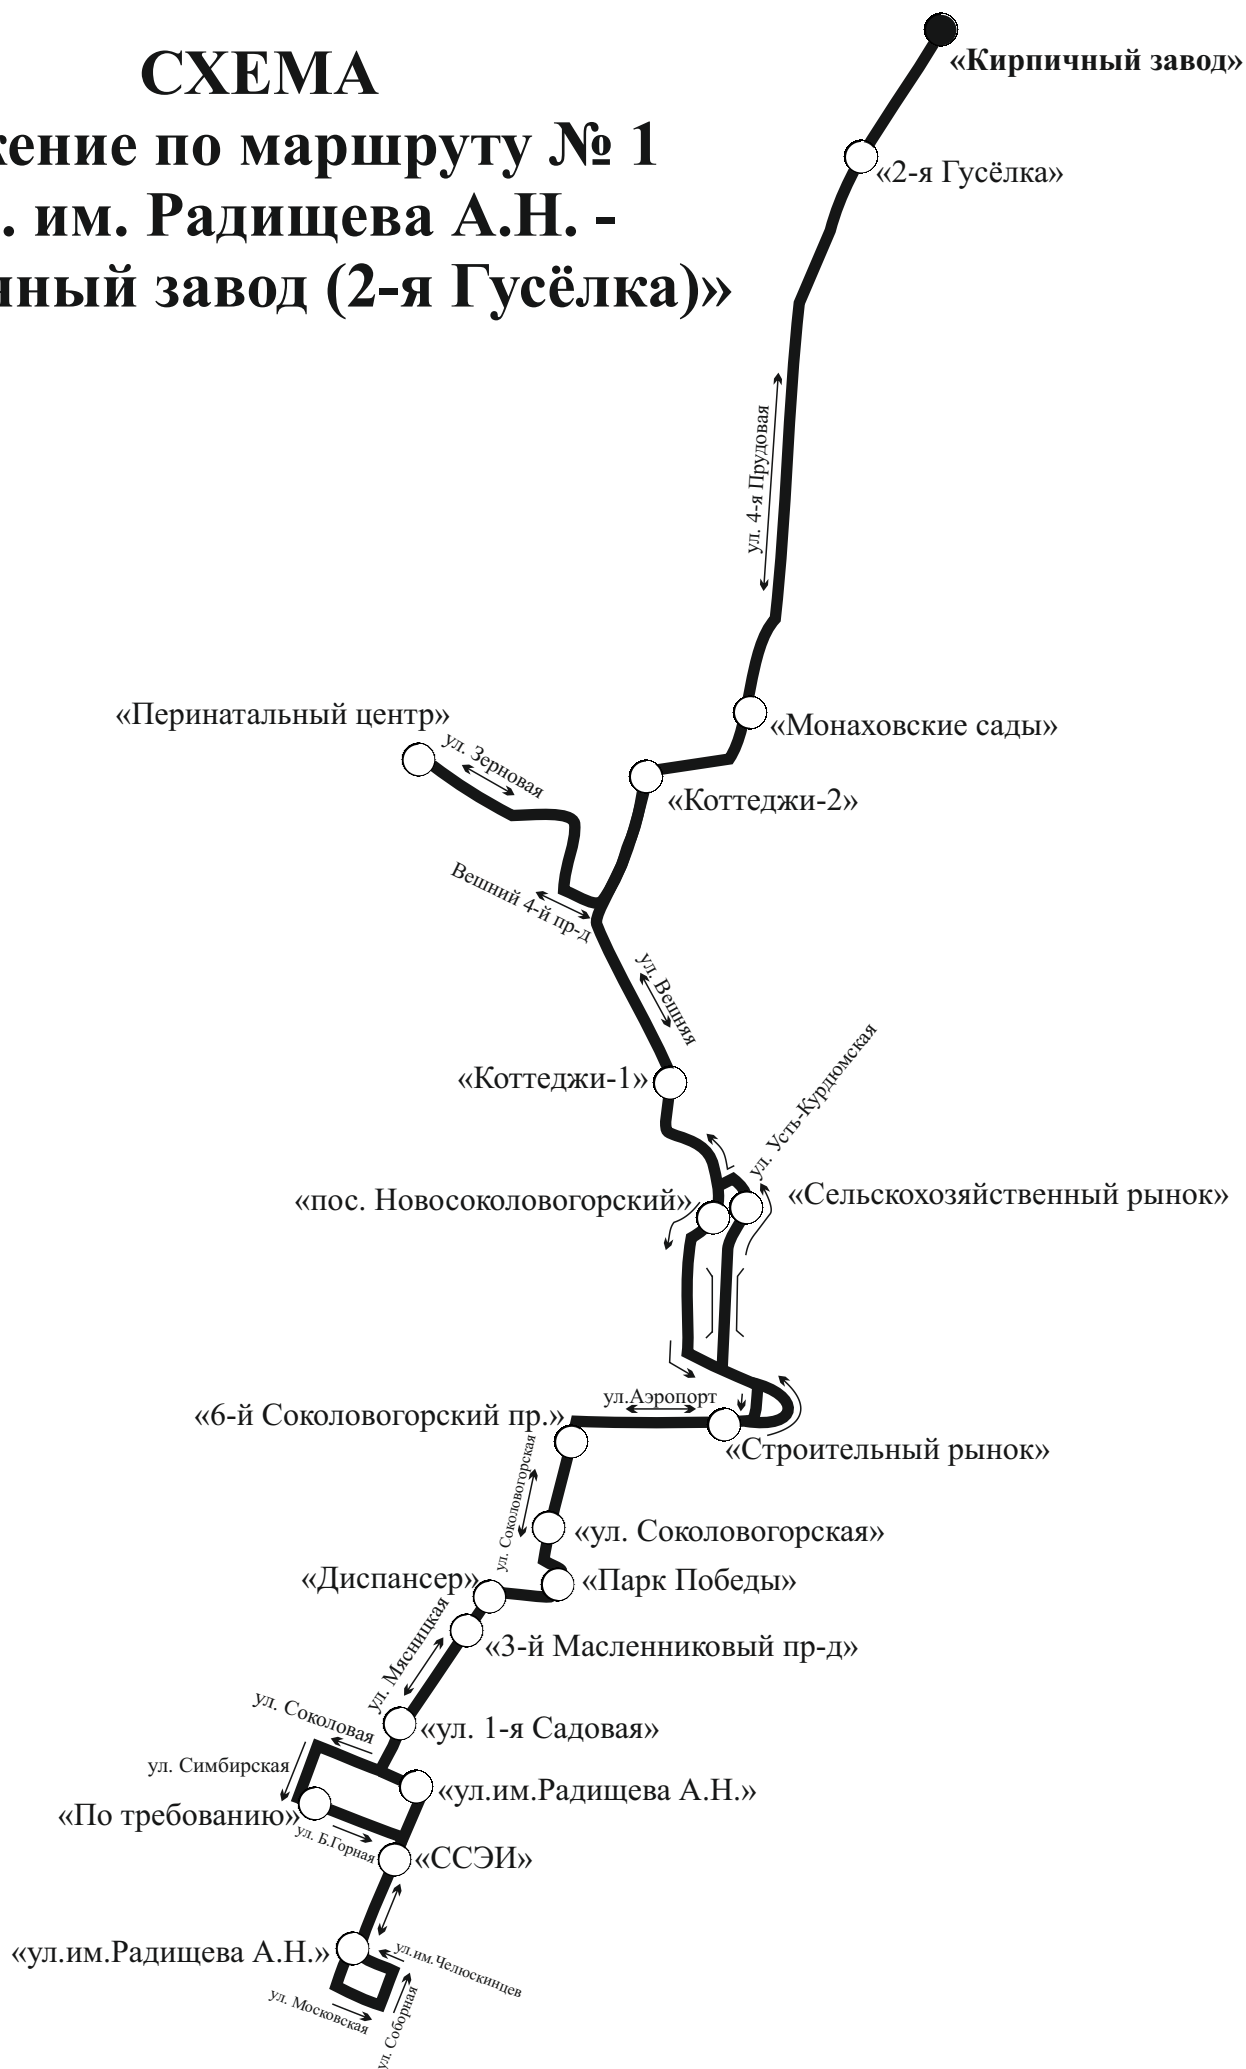 СХЕМА
жение по маршруту № 1
. им. Радищева А.Н. -
чный завод (2-я Гусёлка)»
«Кирпичный завод»
«2-я Гусёлка»
ул. 4-я Прудовая
«Перинатальный центр»
ул. Зерновая
«Монаховские сады»
«Коттеджи-2»
Вешний 4-й пр-д
ул. Вешняя
«Коттеджи-1»
ул. Усть-Курдюмская
«пос. Новосоколовогорский»
«Сельскохозяйственный рынок»
ул.Аэропорт
«6-й Соколовогорский пр.»
«Строительный рынок»
ул. Соколовогорская
«ул. Соколовогорская»
«Диспансер»
«Парк Победы»
ул. Мясницкая
«3-й Масленниковый пр-д»
ул. Соколовая
«ул. 1-я Садовая»
ул. Симбирская
«ул.им.Радищева А.Н.»
«По требованию»
ул. Б.Горная
«ССЭИ»
«ул.им.Радищева А.Н.»
ул.им.Челюскинцев
ул. Московская
ул. Соборная